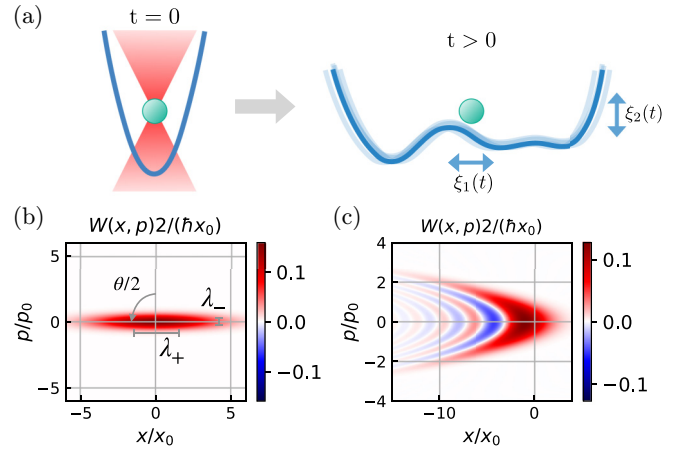 (a)
t = 0
t > 0
ξ₁(t)
ξ₂(t)
(b)
W(x, p)2/(ħx₀)
p/p₀
5
0
−5
θ/2
λ₋
λ₊
−5
0
5
x/x₀
0.1
0.0
−0.1
(c)
W(x, p)2/(ħx₀)
p/p₀
4
2
0
−2
−4
−10
0
x/x₀
0.1
0.0
−0.1